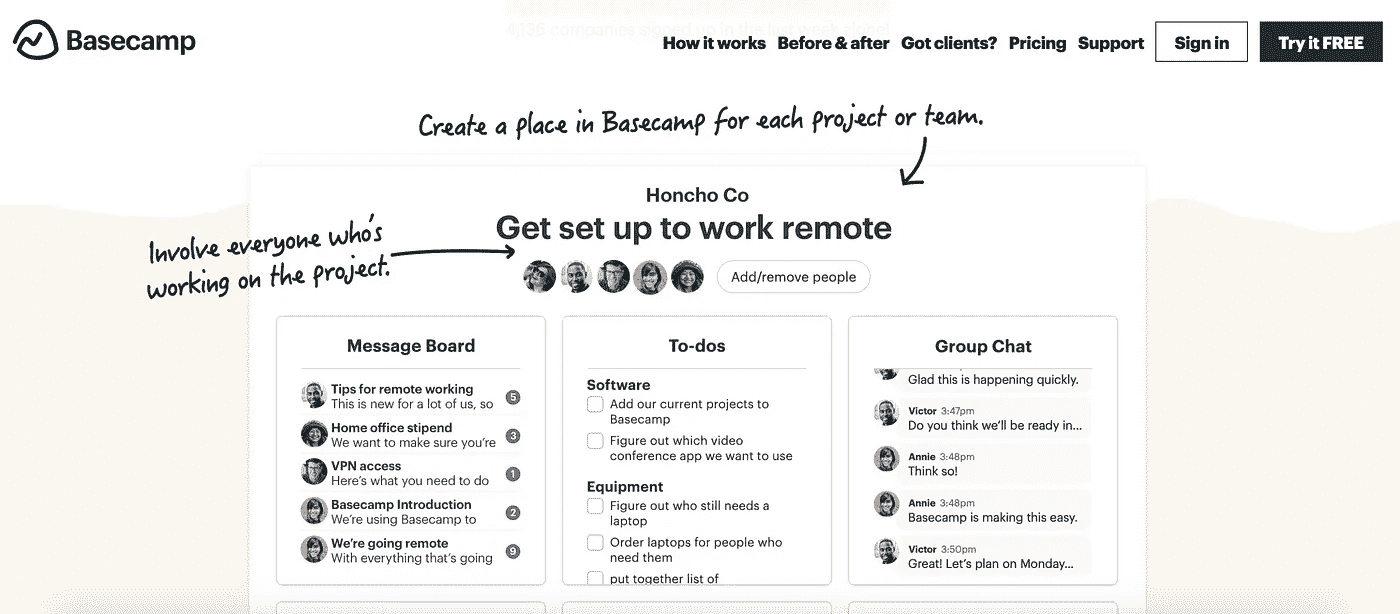 4,136 companies signed up in the last week alone!
Basecamp
How it works Before & after Got clients? Pricing Support Sign in Try it FREE
Create a place in Basecamp for each project or team.
Honcho Co
Get set up to work remote
Involve everyone who's
working on the project.
Add/remove people
Message Board
Tips for remote working
This is new for a lot of us, so
5
Home office stipend
We want to make sure you're
3
VPN access
Here's what you need to do
1
Basecamp Introduction
We're using Basecamp to
2
We're going remote
With everything that's going
9
To-dos
Software
Add our current projects to
Basecamp
Figure out which video
conference app we want to use
Equipment
Figure out who still needs a
laptop
Order laptops for people who
need them
put together list of
Group Chat
Glad this is happening quickly.
Victor 3:47pm
Do you think we'll be ready in...
Annie 3:48pm
Think so!
Annie 3:48pm
Basecamp is making this easy.
Victor 3:50pm
Great! Let's plan on Monday...